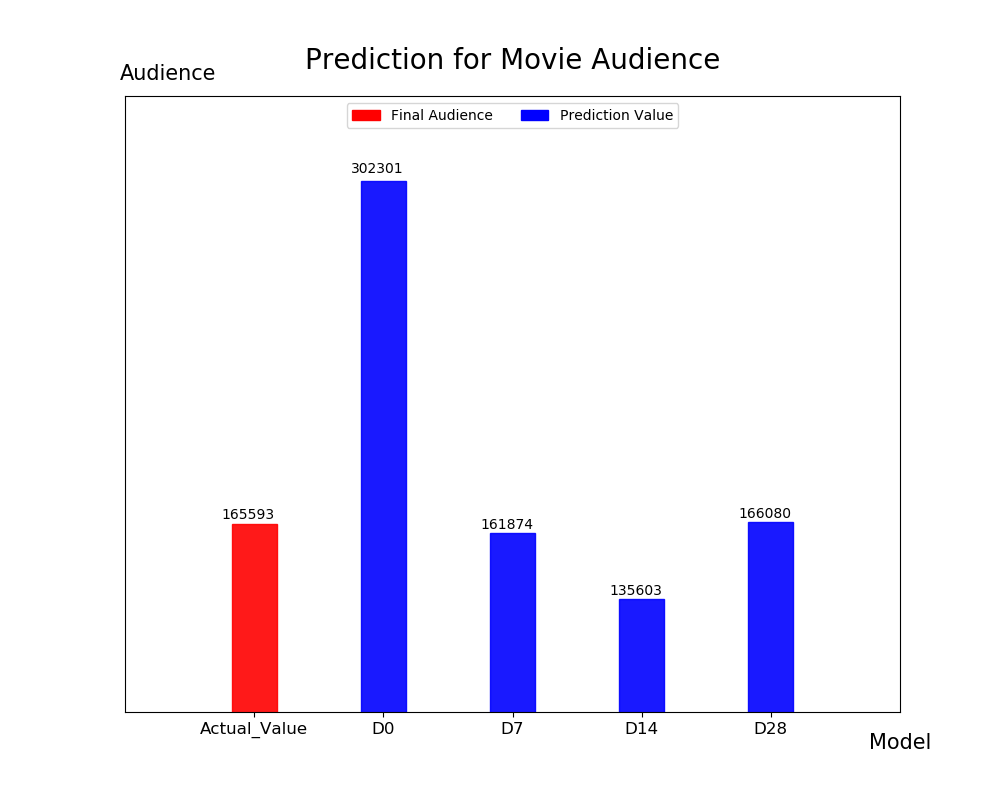 Prediction for Movie Audience
Audience
Final Audience Prediction Value
302301
165593
161874
135603
166080
Actual_Value D0 D7 D14 D28
Model